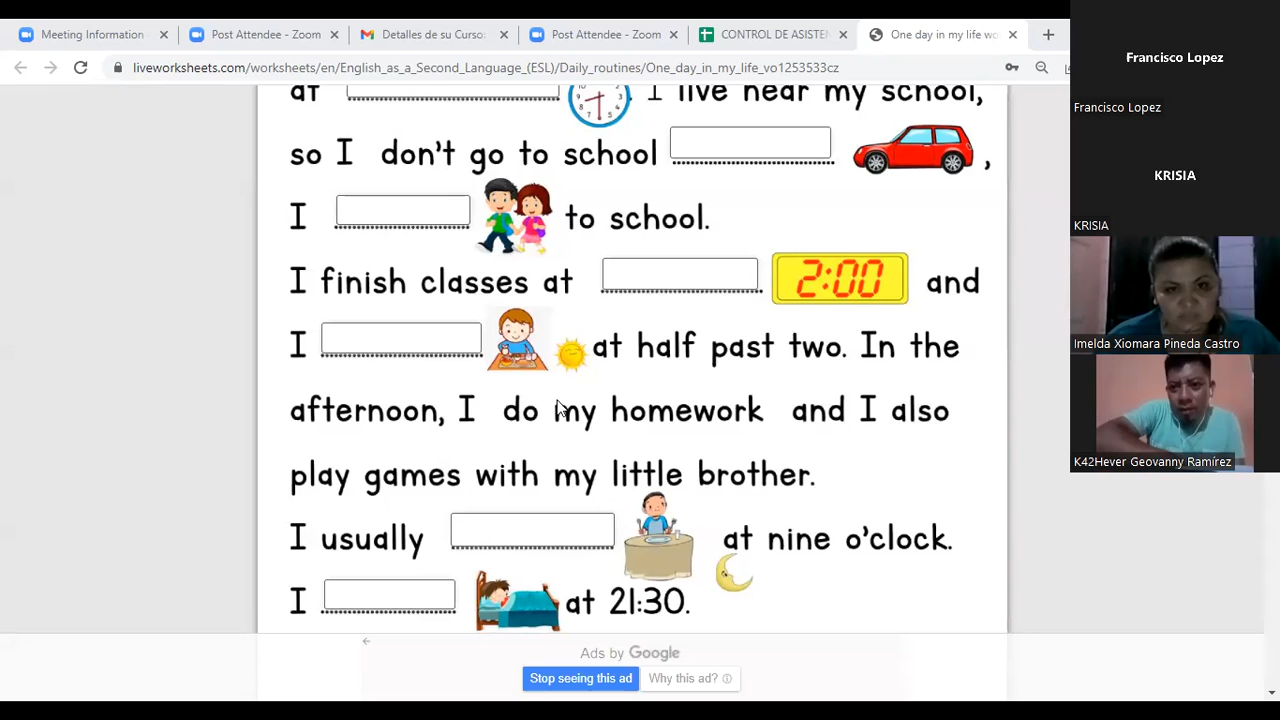 Meeting Information
Post Attendee - Zoom
Detalles de su Curso:
Post Attendee - Zoom
CONTROL DE ASISTEN
One day in my life wo
liveworksheets.com/worksheets/en/English_as_a_Second_Language_(ESL)/Daily_routines/One_day_in_my_life_vo1253533cz
at I live near my school,
so I don't go to school ,
I to school.
I finish classes at 2:00 and
I at half past two. In the
afternoon, I do my homework and I also
play games with my little brother.
I usually at nine o'clock.
I at 21:30.
Ads by Google
Stop seeing this ad
Why this ad?
Francisco Lopez
Francisco Lopez
KRISIA
KRISIA
Imelda Xiomara Pineda Castro
K42Hever Geovanny Ramírez